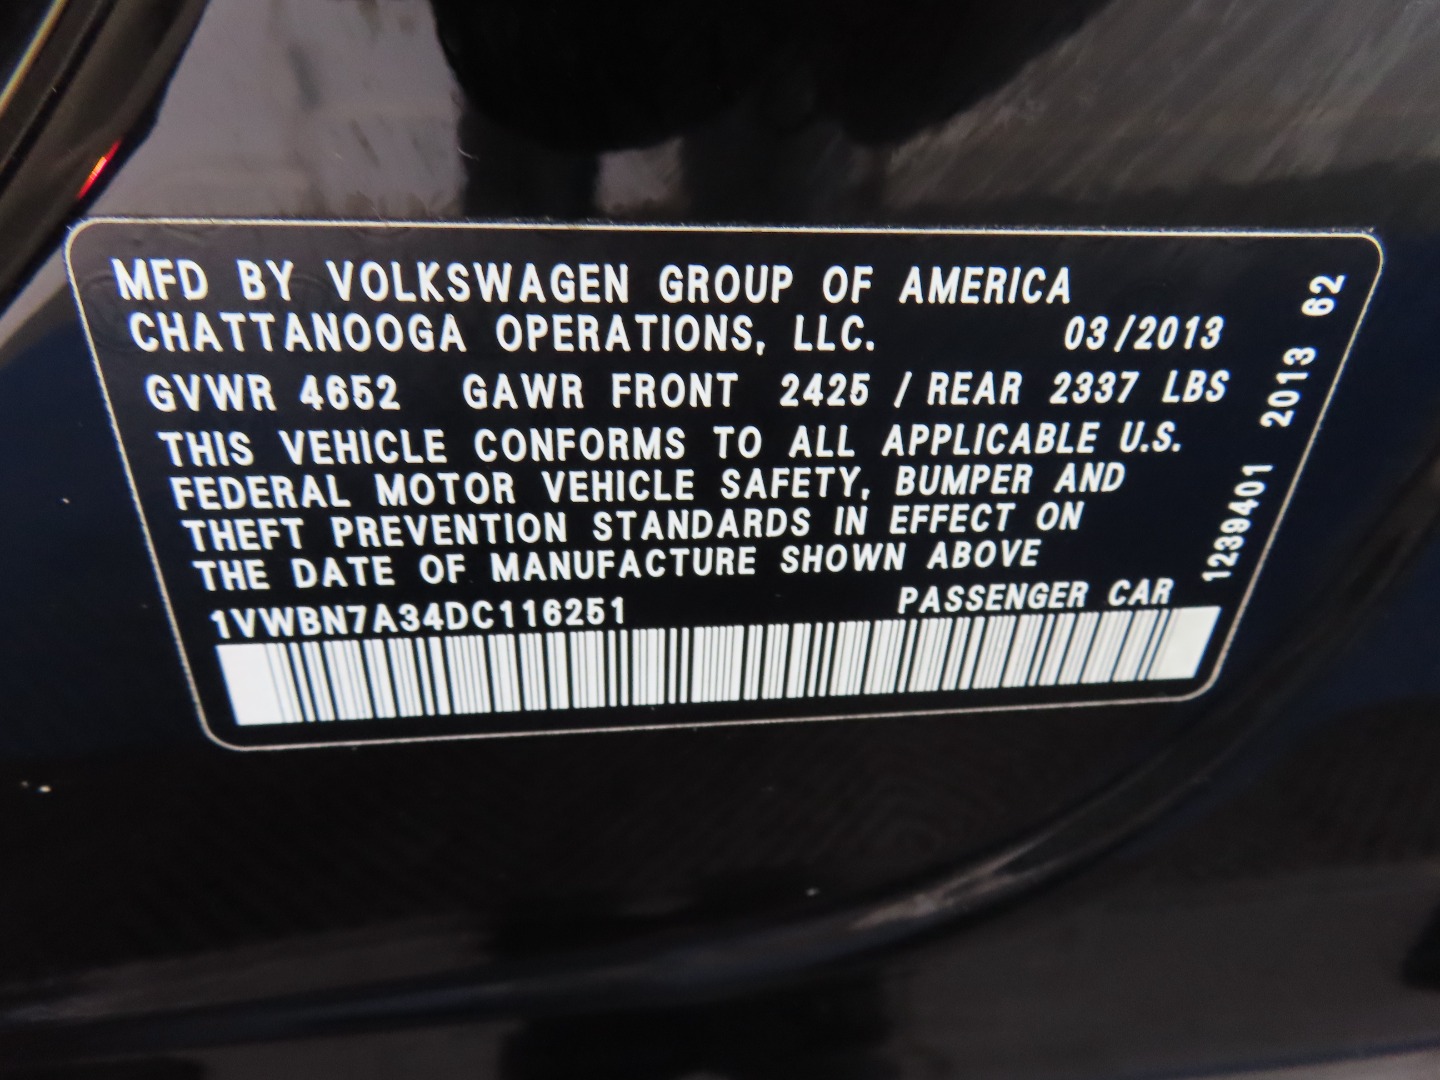 MFD BY VOLKSWAGEN GROUP OF AMERICA
CHATTANOOGA OPERATIONS, LLC. 03/2013
GVWR 4652 GAWR FRONT 2425 / REAR 2337 LBS
THIS VEHICLE CONFORMS TO ALL APPLICABLE U.S.
FEDERAL MOTOR VEHICLE SAFETY, BUMPER AND
THEFT PREVENTION STANDARDS IN EFFECT ON
THE DATE OF MANUFACTURE SHOWN ABOVE
1VWBN7A34DC116251 PASSENGER CAR
1239401 2013 62